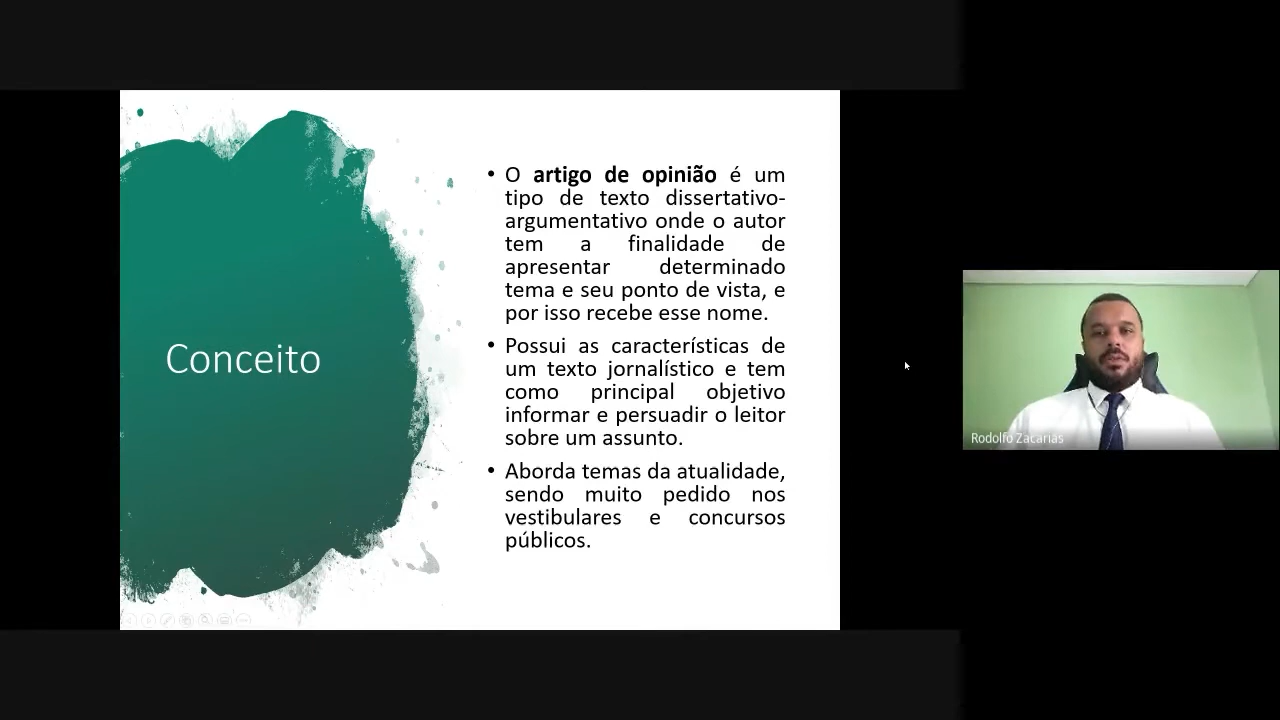 Conceito
• O artigo de opinião é um
tipo de texto dissertativo-
argumentativo onde o autor
tem a finalidade de
apresentar determinado
tema e seu ponto de vista, e
por isso recebe esse nome.
• Possui as características de
um texto jornalístico e tem
como principal objetivo
informar e persuadir o leitor
sobre um assunto.
• Aborda temas da atualidade,
sendo muito pedido nos
vestibulares e concursos
públicos.
Rodolfo Zacarias